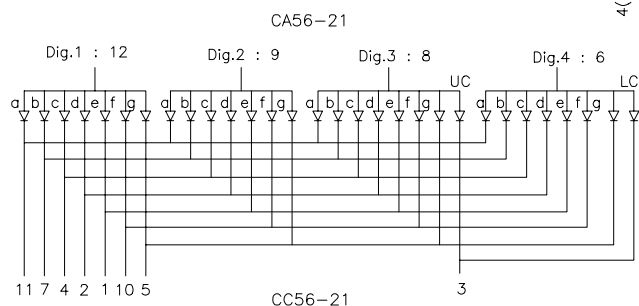 CA56-21
4(
Dig.1 : 12 Dig.2 : 9 Dig.3 : 8 Dig.4 : 6
UC LC
a b c d e f g a b c d e f g a b c d e f g a b c d e f g
11 7 4 2 1 10 5 3
CC56-21